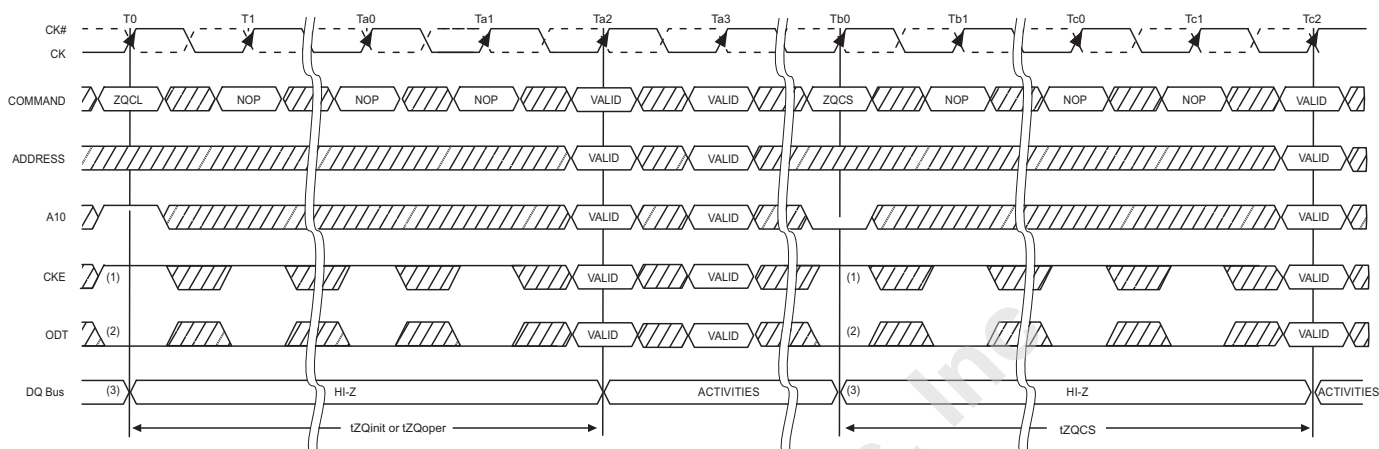 T0 T1 Ta0 Ta1 Ta2 Ta3 Tb0 Tb1 Tc0 Tc1 Tc2
CK#
CK
COMMAND ZQCL NOP NOP NOP VALID VALID ZQCS NOP NOP NOP VALID
ADDRESS VALID VALID VALID
A10 VALID VALID VALID
CKE (1) VALID VALID (1) VALID
ODT (2) VALID VALID (2) VALID
DQ Bus (3) HI-Z ACTIVITIES (3) HI-Z ACTIVITIES
tZQinit or tZQoper tZQCS
, Inc